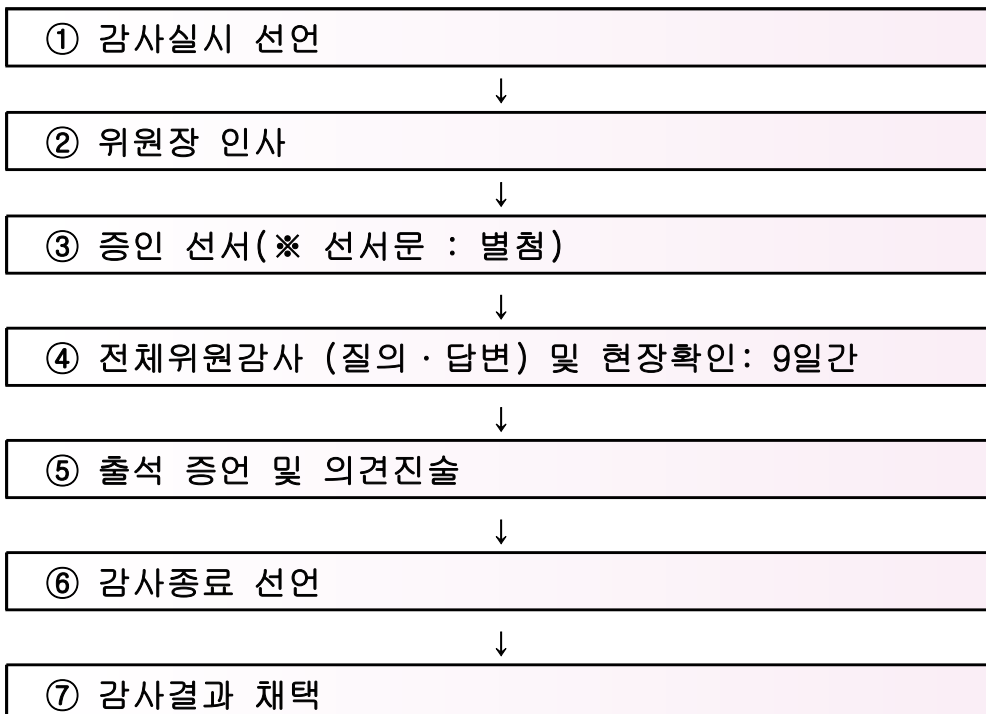 ① 감사실시 선언
↓
② 위원장 인사
↓
③ 증인 선서(※ 선서문 : 별첨)
↓
④ 전체위원감사 (질의 · 답변) 및 현장확인: 9일간
↓
⑤ 출석 증언 및 의견진술
↓
⑥ 감사종료 선언
↓
⑦ 감사결과 채택